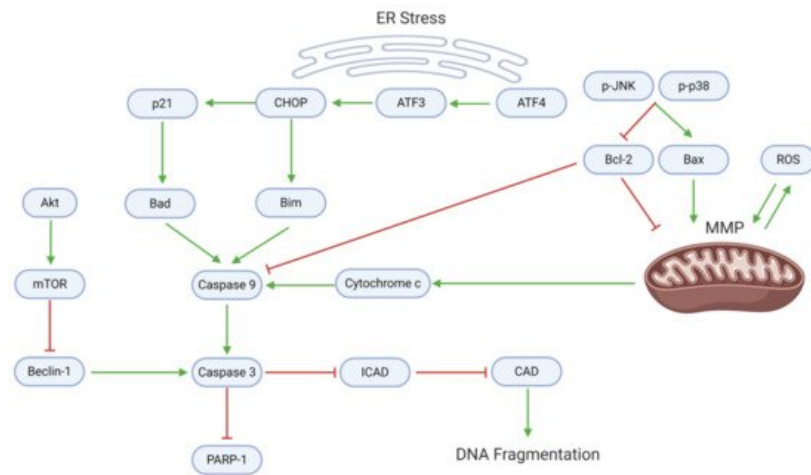 ER Stress
p-JNK
p-p38
p21
CHOP
ATF3
ATF4
Bcl-2
Bax
ROS
Akt
Bad
Bim
MMP
mTOR
Caspase 9
Cytochrome c
Beclin-1
Caspase 3
ICAD
CAD
PARP-1
DNA Fragmentation